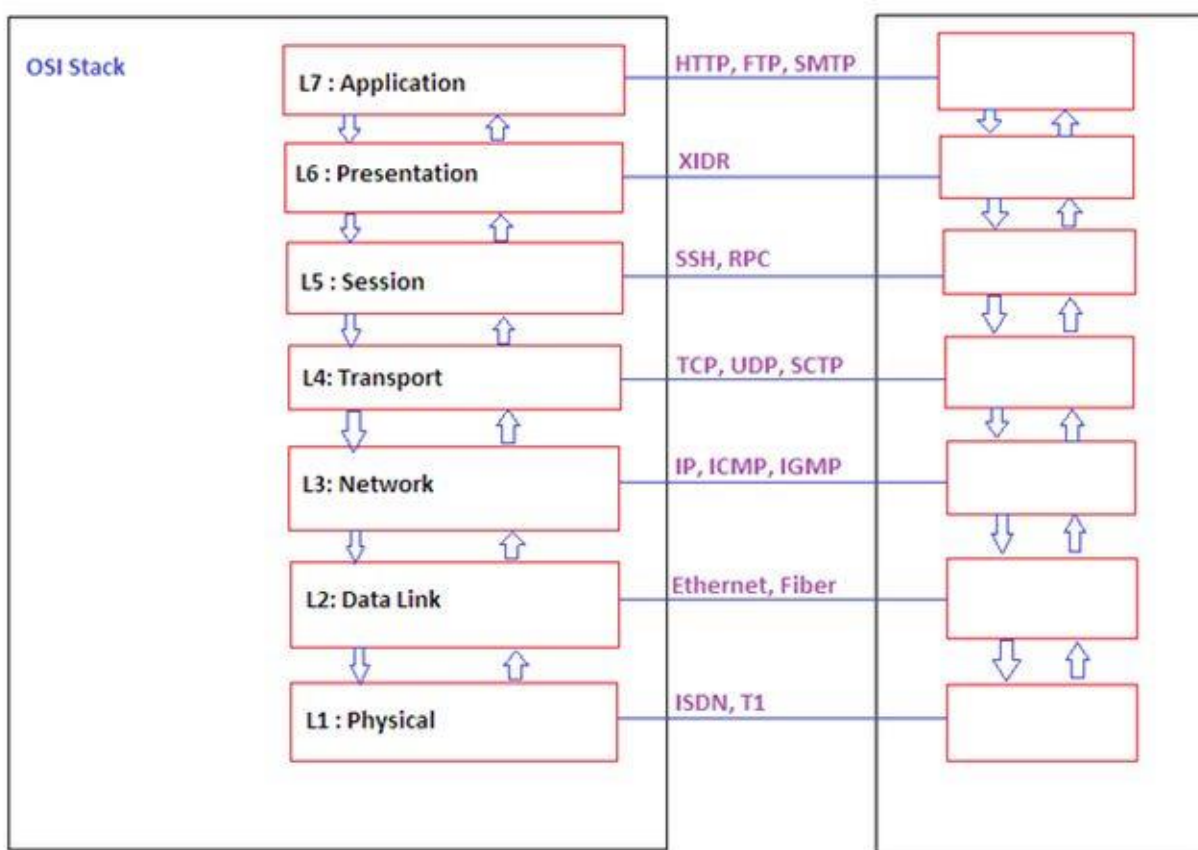 OSI Stack
L7 : Application
HTTP, FTP, SMTP
L6 : Presentation
XIDR
L5 : Session
SSH, RPC
L4: Transport
TCP, UDP, SCTP
L3: Network
IP, ICMP, IGMP
L2: Data Link
Ethernet, Fiber
L1 : Physical
ISDN, T1